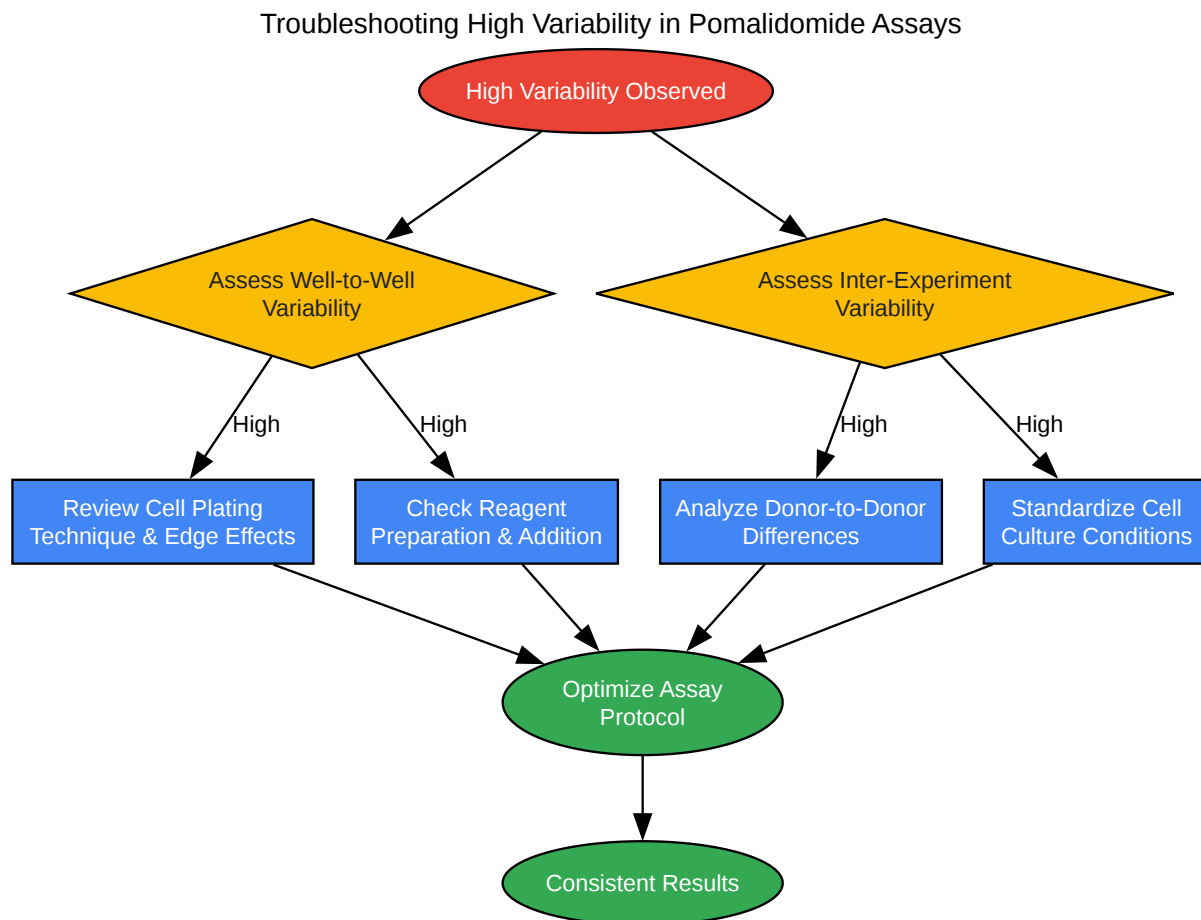 Troubleshooting High Variability in Pomalidomide Assays
High Variability Observed
Assess Well-to-Well
Variability
Assess Inter-Experiment
Variability
High
High
High
High
Review Cell Plating
Technique & Edge Effects
Check Reagent
Preparation & Addition
Analyze Donor-to-Donor
Differences
Standardize Cell
Culture Conditions
Optimize Assay
Protocol
Consistent Results